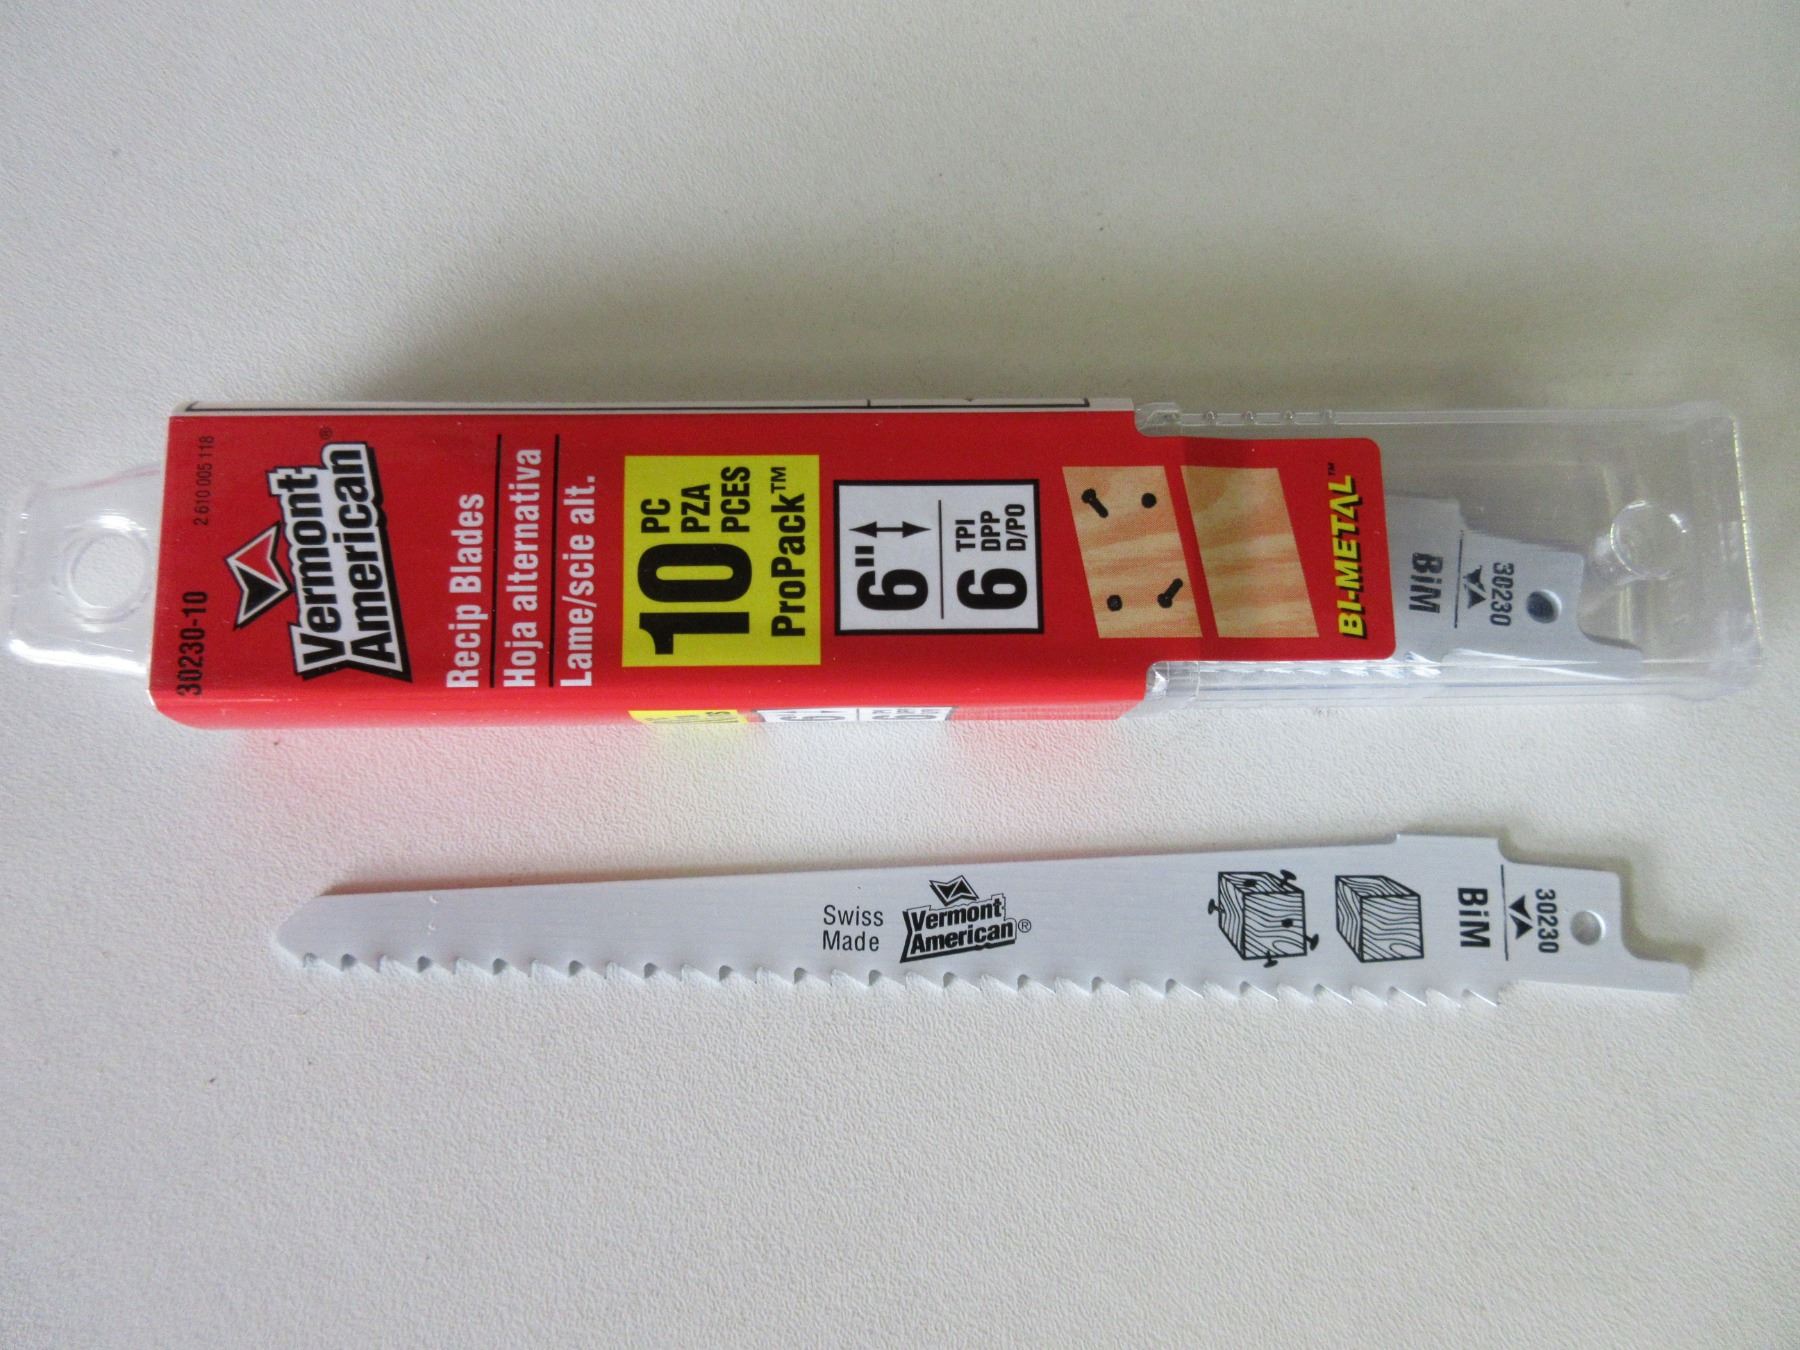 30230-10
2 610 005 118
Vermont
American®
Recip Blades
Hoja alternativa
Lame/scie alt.
10 PC
PZA
PCES
ProPack™
6"
6 TPI
DPP
D/PO
BI-METAL™
BiM
30230
Swiss
Made
Vermont
American®
BiM
30230